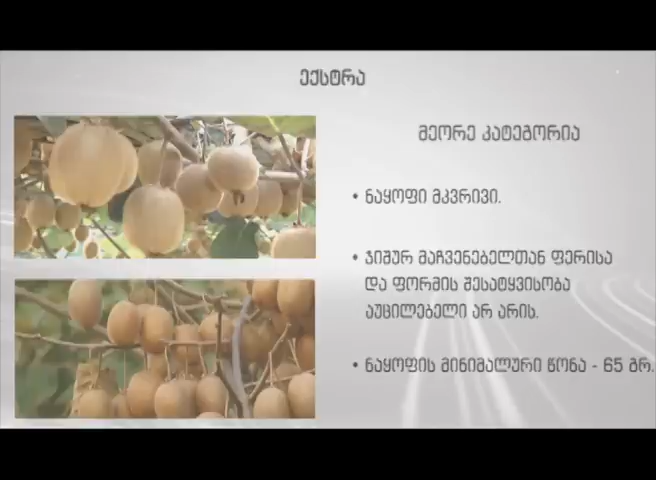 ექსტრა
მეორე კატეგორია
• ნაყოფი მკვრივი.
• ჯიშურ მაჩვენებელთან ფერისა
და ფორმის შესატყვისობა
აუცილებელი არ არის.
• ნაყოფის მინიმალური წონა - 65 გრ.